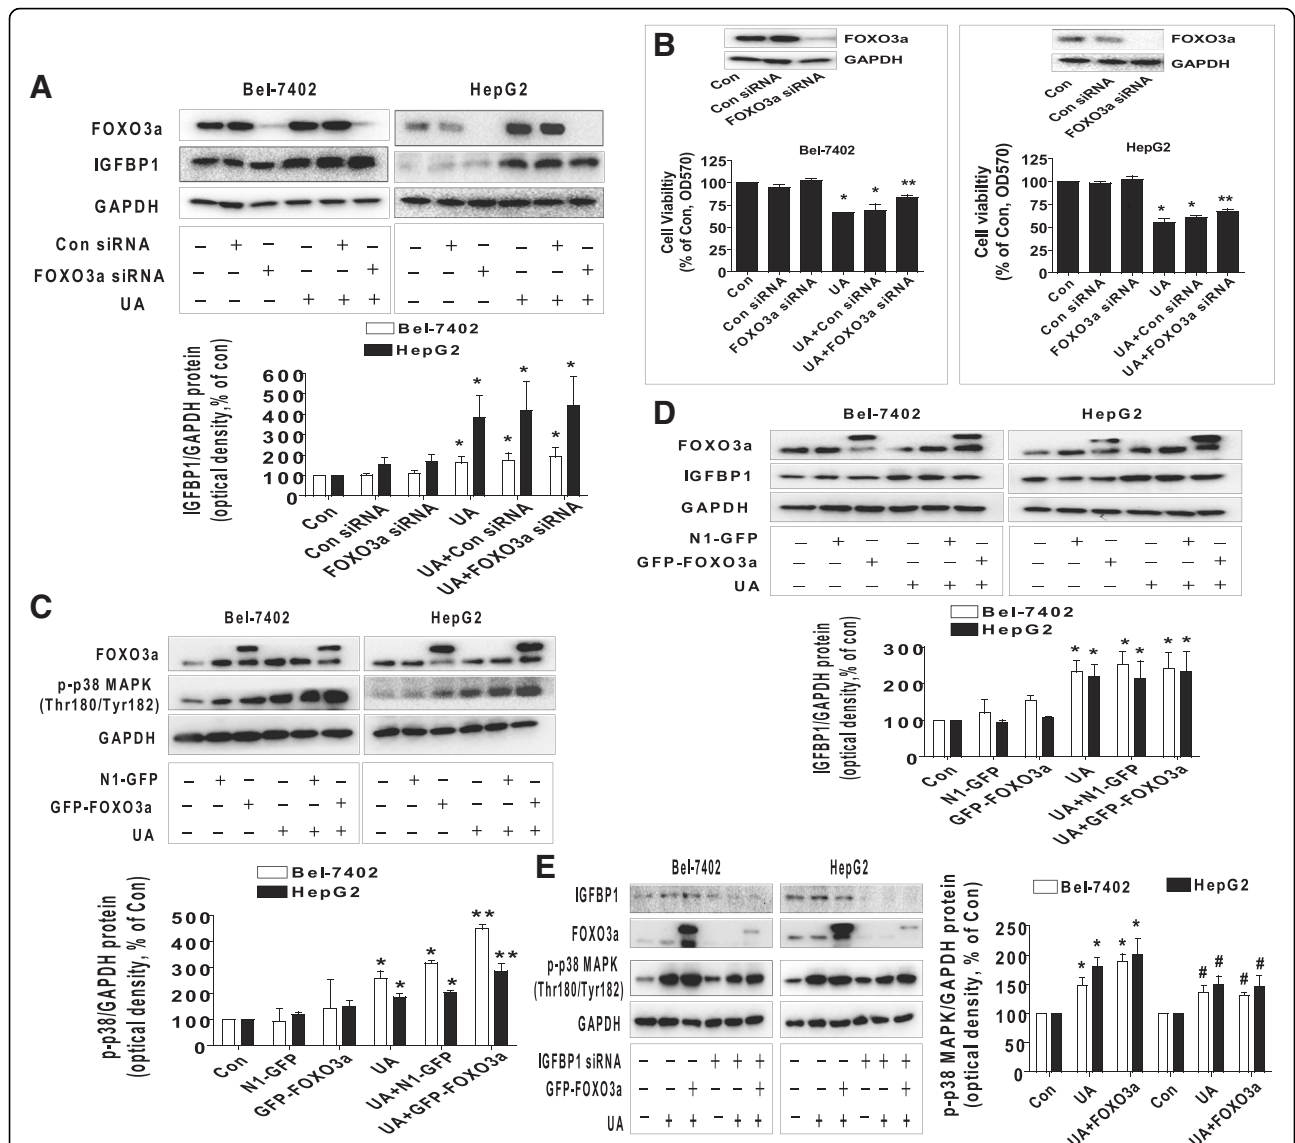 A
Bel-7402 HepG2
FOXO3a
IGFBP1
GAPDH
Con siRNA – + – – + – – + – – + –
FOXO3a siRNA – – + – – + – – + – – +
UA – – – + + + – – – + + +
Bel-7402
HepG2
IGFBP1/GAPDH protein
(optical density,% of con)
600
500
400
300
200
100
0
Con
Con siRNA
FOXO3a siRNA
UA
UA+Con siRNA
UA+FOXO3a siRNA
* * * * * *
B
FOXO3a
GAPDH
Con
Con siRNA
FOXO3a siRNA
Bel-7402
Cell Viabiltiy
(% of Con, OD570)
125
100
75
50
25
0
* * **
Con
Con siRNA
FOXO3a siRNA
UA
UA+Con siRNA
UA+FOXO3a siRNA
FOXO3a
GAPDH
Con
Con siRNA
FOXO3a siRNA
HepG2
Cell viabiltiy
(% of Con, OD570)
125
100
75
50
25
0
* * **
Con
Con siRNA
FOXO3a siRNA
UA
UA+Con siRNA
UA+FOXO3a siRNA
C
Bel-7402 HepG2
FOXO3a
p-p38 MAPK
(Thr180/Tyr182)
GAPDH
N1-GFP – + – – + – – + – – + –
GFP-FOXO3a – – + – – + – – + – – +
UA – – – + + + – – – + + +
Bel-7402
HepG2
p-p38/GAPDH protein
(optical density, % of Con)
500
400
300
200
100
0
* * * * ** **
Con
N1-GFP
GFP-FOXO3a
UA
UA+N1-GFP
UA+GFP-FOXO3a
D
Bel-7402 HepG2
FOXO3a
IGFBP1
GAPDH
N1-GFP – + – – + – – + – – + –
GFP-FOXO3a – – + – – + – – + – – +
UA – – – + + + – – – + + +
Bel-7402
HepG2
IGFBP1/GAPDH protein
(optical density,% of con)
300
200
100
0
* * * * * *
Con
N1-GFP
GFP-FOXO3a
UA
UA+N1-GFP
UA+GFP-FOXO3a
E
Bel-7402 HepG2
IGFBP1
FOXO3a
p-p38 MAPK
(Thr180/Tyr182)
GAPDH
IGFBP1 siRNA – – – + + + – – – + + +
GFP-FOXO3a – – + – – + – – + – – +
UA – + + – + + – + + – + +
Bel-7402 HepG2
p-p38 MAPK/GAPDH protein
(optical density, % of Con)
250
200
150
100
50
0
* * * * # # # #
Con
UA
UA+FOXO3a
Con
UA
UA+FOXO3a